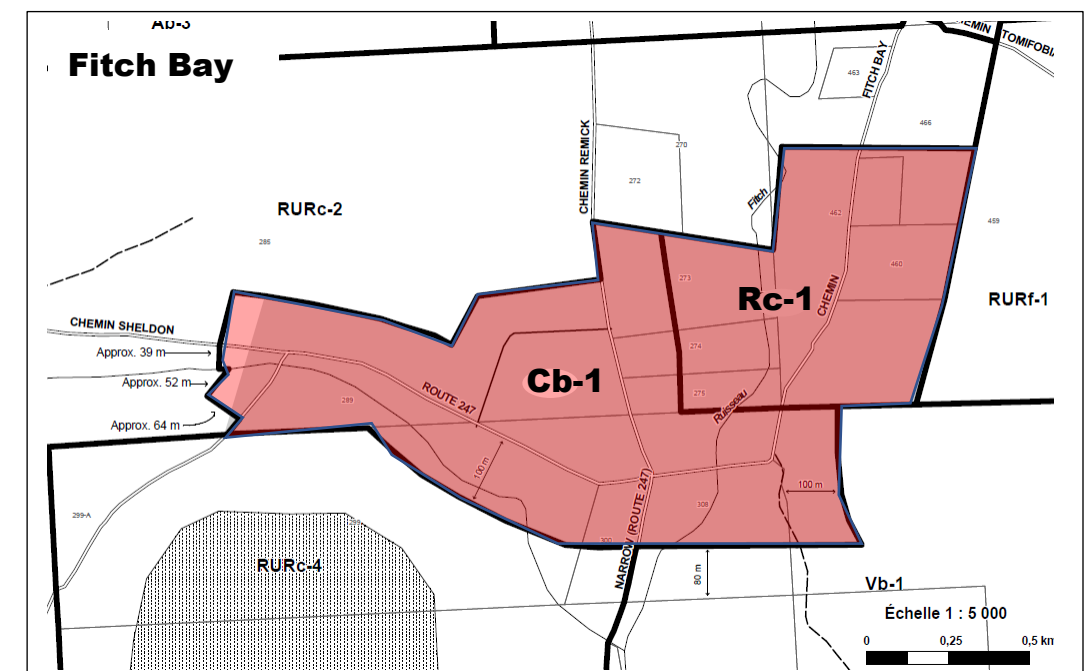 Ab-3
Fitch Bay
CHEMIN
TOMIFOBI
FITCH BAY
463
466
CHEMIN REMICK
270
272
RURc-2
286
Fitch
462
459
460
273
Rc-1
CHEMIN
RURf-1
CHEMIN SHELDON
Approx. 39 m
274
Approx. 52 m
Cb-1
275
289
ROUTE 247
Ruisseau
Approx. 64 m
100 m
100 m
299-A
308
300
NARROW (ROUTE 247)
RURc-4
80 m
Vb-1
Échelle 1 : 5 000
0 0,25 0,5 km